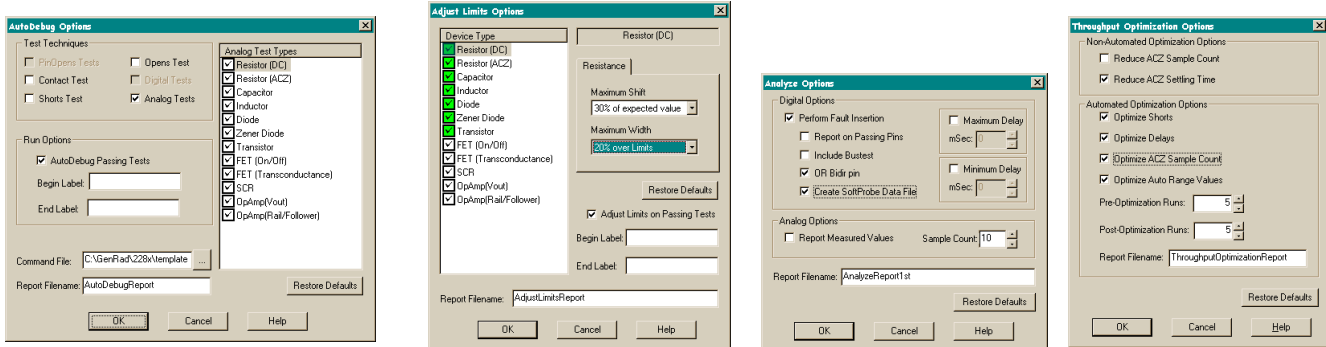 AutoDebug Options
Test Techniques
PinOpens Tests
Opens Test
Contact Test
Digital Tests
Shorts Test
Analog Tests
Run Options
AutoDebug Passing Tests
Begin Label:
End Label:
Analog Test Types
Resistor (DC)
Resistor (ACZ)
Capacitor
Inductor
Diode
Zener Diode
Transistor
FET (On/Off)
FET (Transconductance)
SCR
OpAmp(Vout)
OpAmp(Rail/Follower)
Command File: C:\GenRad\228x\template ...
Report Filename: AutoDebugReport
Restore Defaults
OK Cancel Help
Adjust Limits Options
Device Type
Resistor (DC)
Resistor (ACZ)
Capacitor
Inductor
Diode
Zener Diode
Transistor
FET (On/Off)
FET (Transconductance)
SCR
OpAmp(Vout)
OpAmp(Rail/Follower)
Resistor (DC)
Resistance
Maximum Shift
30% of expected value
Maximum Width
20% over Limits
Restore Defaults
Adjust Limits on Passing Tests
Begin Label:
End Label:
Report Filename: AdjustLimitsReport
OK Cancel Help
Analyze Options
Digital Options
Perform Fault Insertion
Report on Passing Pins
Include Bustest
OR Bidir pin
Create SoftProbe Data File
Maximum Delay
mSec: 0
Minimum Delay
mSec: 0
Analog Options
Report Measured Values
Sample Count: 10
Report Filename: AnalyzeReport1st
Restore Defaults
OK Cancel Help
Throughput Optimization Options
Non-Automated Optimization Options
Reduce ACZ Sample Count
Reduce ACZ Settling Time
Automated Optimization Options
Optimize Shorts
Optimize Delays
Optimize ACZ Sample Count
Optimize Auto Range Values
Pre-Optimization Runs: 5
Post-Optimization Runs: 5
Report Filename: ThroughputOptimizationReport
Restore Defaults
OK Cancel Help